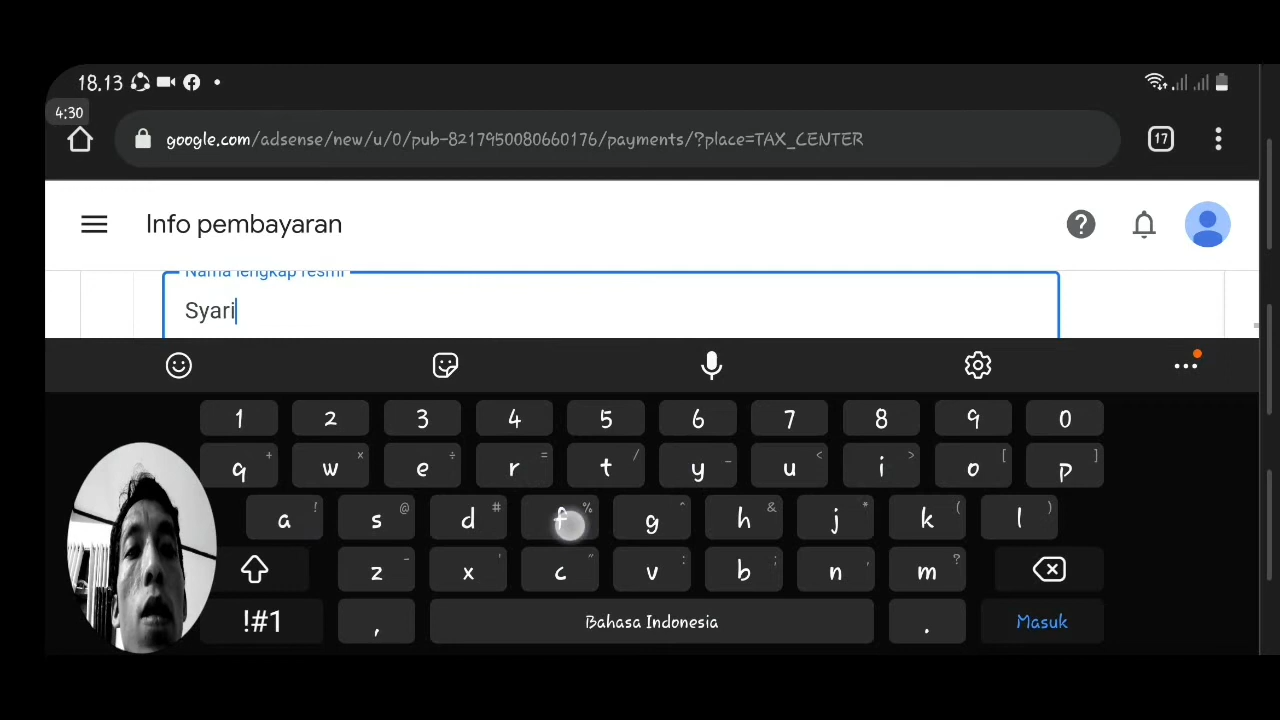 18.13
4:30
google.com/adsense/new/u/0/pub-8217950080660176/payments/?place=TAX_CENTER
17
Info pembayaran
?
Nama lengkap resmi
Syari
1 2 3 4 5 6 7 8 9 0
q + w × e ÷ r = t / y _ u < i > o [ p ]
a ! s @ d # f % g ^ h & j * k ( l )
z - x ' c " v : b ; n , m ?
!#1 , Bahasa Indonesia . Masuk